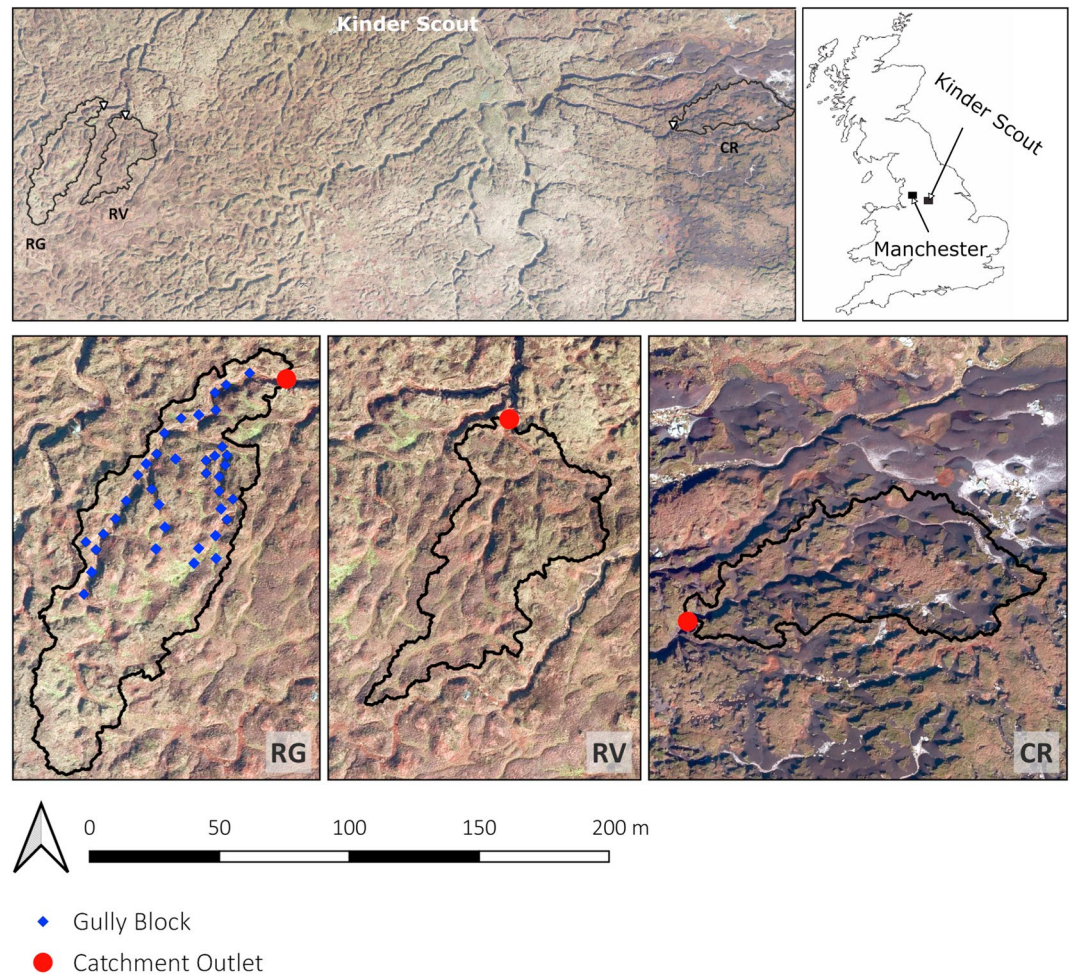 Kinder Scout
RG
RV
CR
Kinder Scout
Manchester
RG
RV
CR
0 50 100 150 200 m
Gully Block
Catchment Outlet